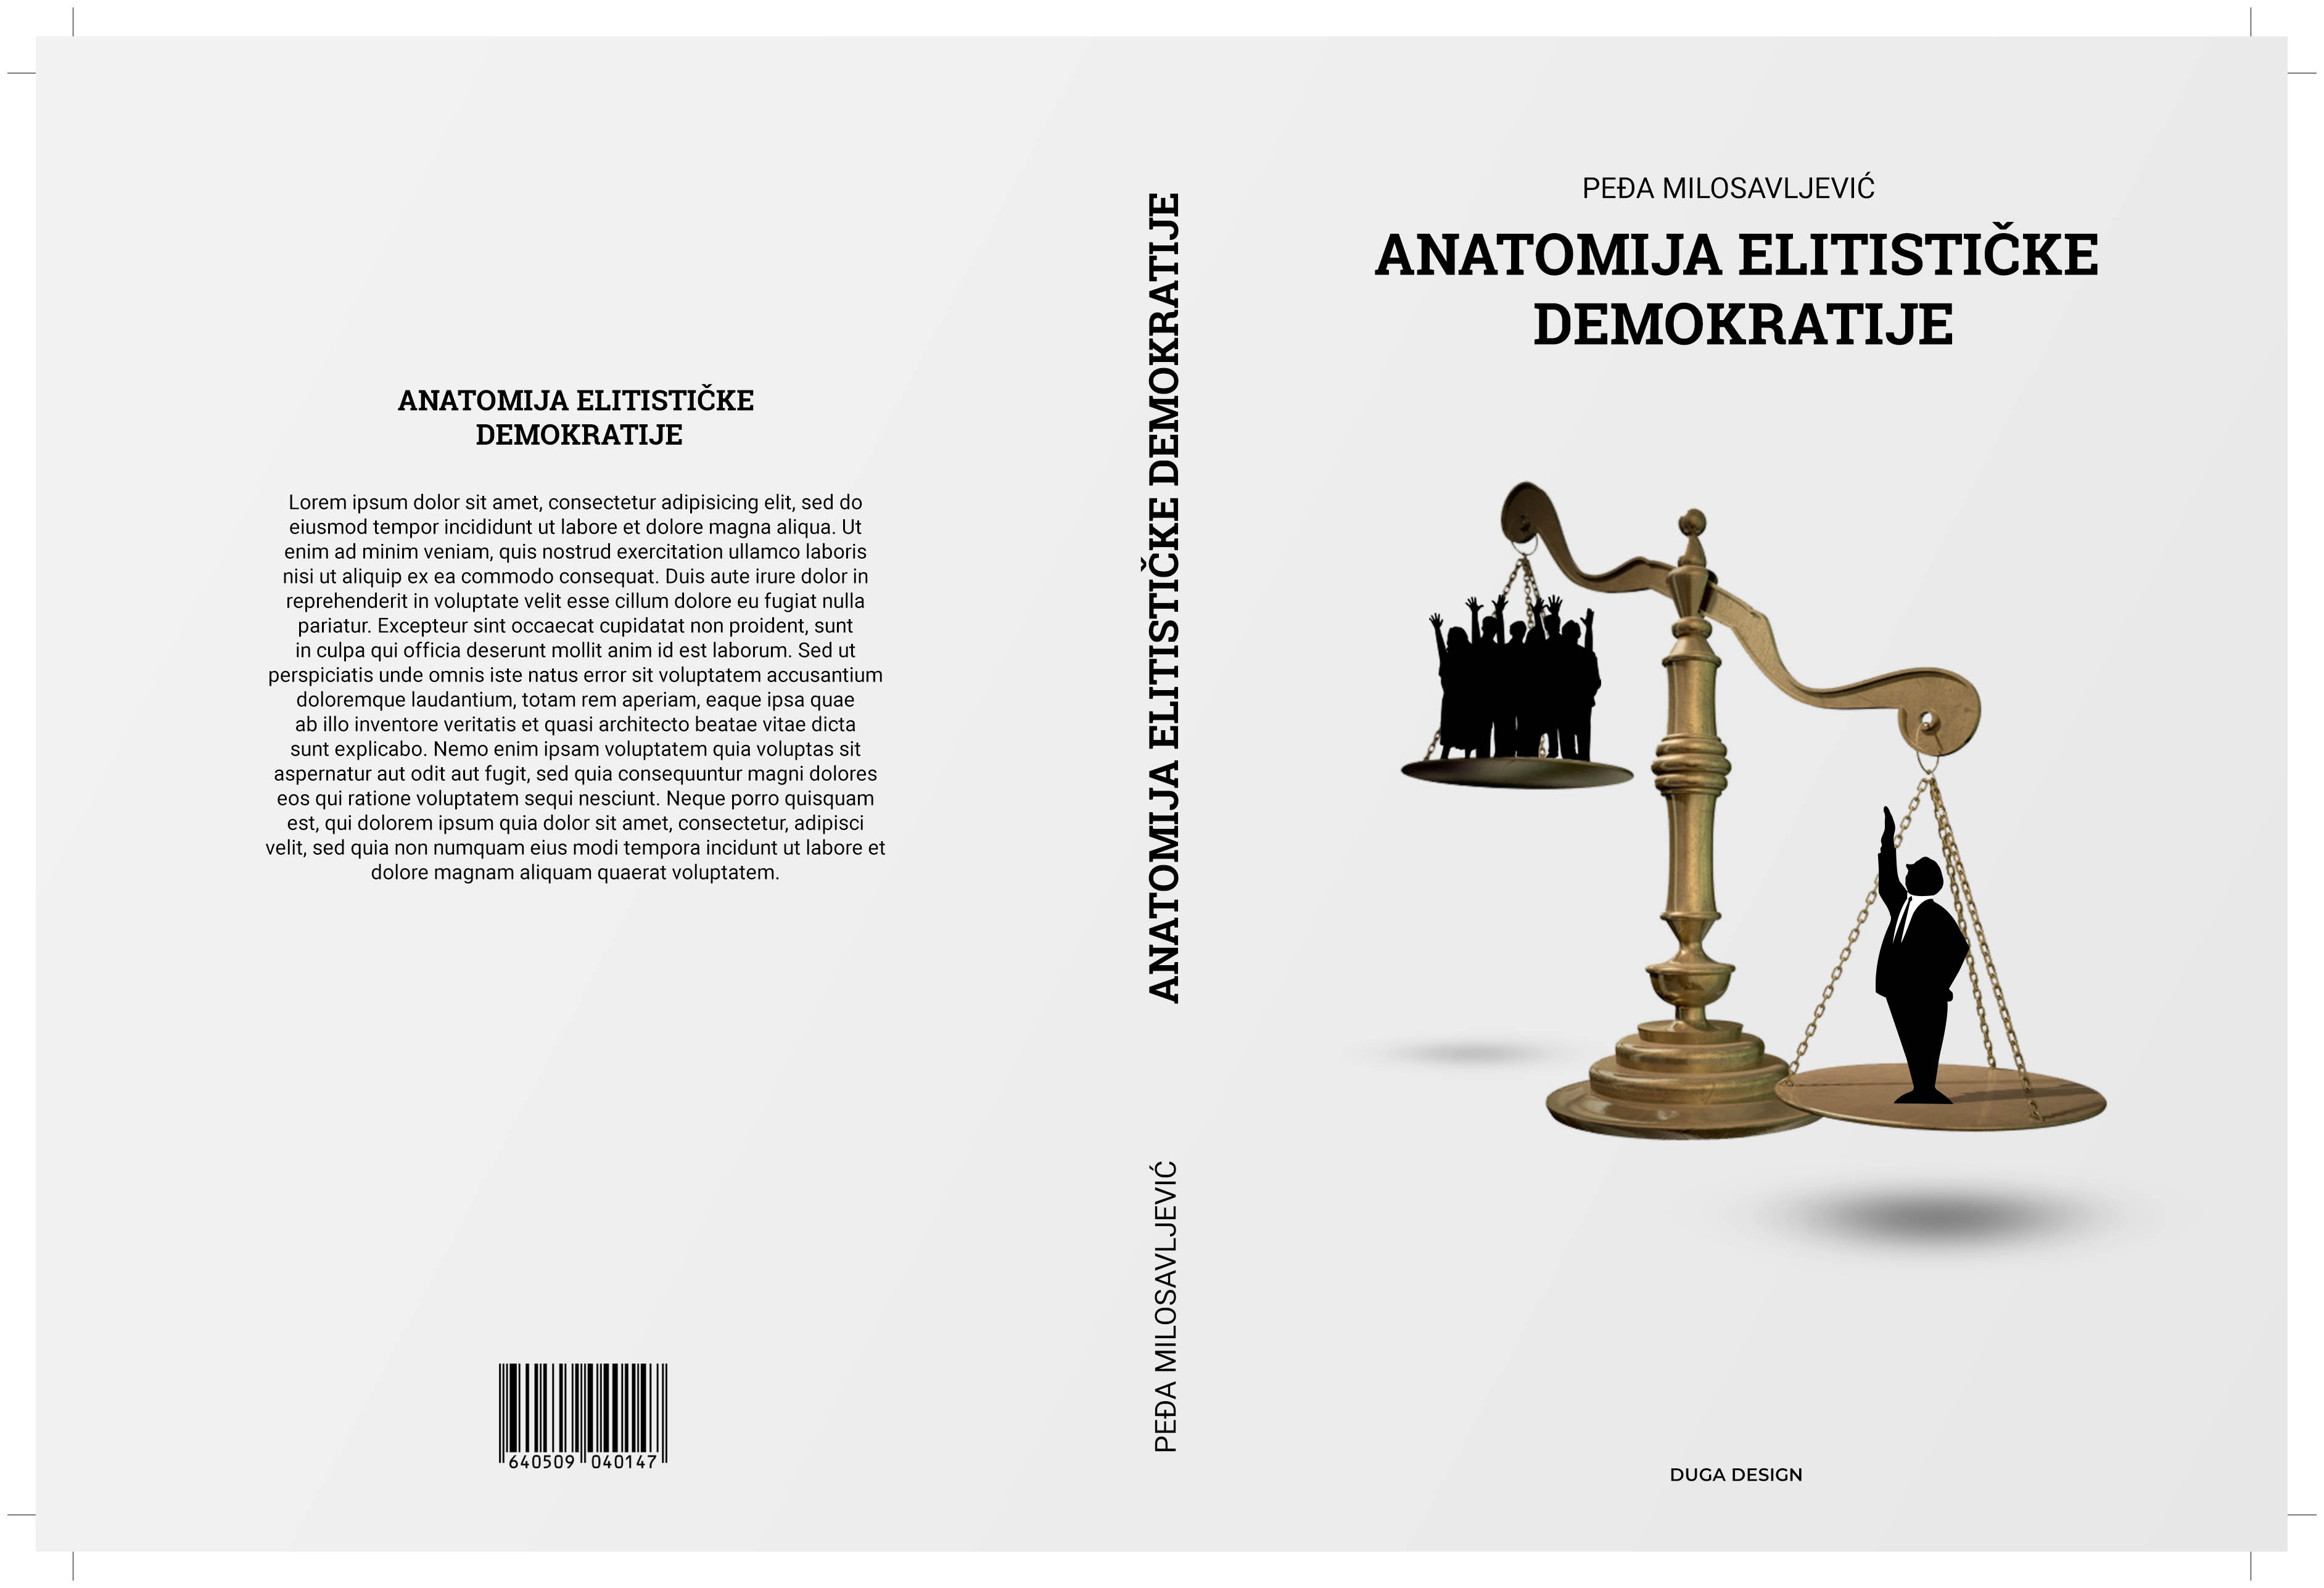 ANATOMIJA ELITISTIČKE
DEMOKRATIJE
Lorem ipsum dolor sit amet, consectetur adipisicing elit, sed do
eiusmod tempor incididunt ut labore et dolore magna aliqua. Ut
enim ad minim veniam, quis nostrud exercitation ullamco laboris
nisi ut aliquip ex ea commodo consequat. Duis aute irure dolor in
reprehenderit in voluptate velit esse cillum dolore eu fugiat nulla
pariatur. Excepteur sint occaecat cupidatat non proident, sunt
in culpa qui officia deserunt mollit anim id est laborum. Sed ut
perspiciatis unde omnis iste natus error sit voluptatem accusantium
doloremque laudantium, totam rem aperiam, eaque ipsa quae
ab illo inventore veritatis et quasi architecto beatae vitae dicta
sunt explicabo. Nemo enim ipsam voluptatem quia voluptas sit
aspernatur aut odit aut fugit, sed quia consequuntur magni dolores
eos qui ratione voluptatem sequi nesciunt. Neque porro quisquam
est, qui dolorem ipsum quia dolor sit amet, consectetur, adipisci
velit, sed quia non numquam eius modi tempora incidunt ut labore et
dolore magnam aliquam quaerat voluptatem.
640509 040147
PEĐA MILOSAVLJEVIĆ
ANATOMIJA ELITISTIČKE DEMOKRATIJE
PEĐA MILOSAVLJEVIĆ
ANATOMIJA ELITISTIČKE
DEMOKRATIJE
DUGA DESIGN